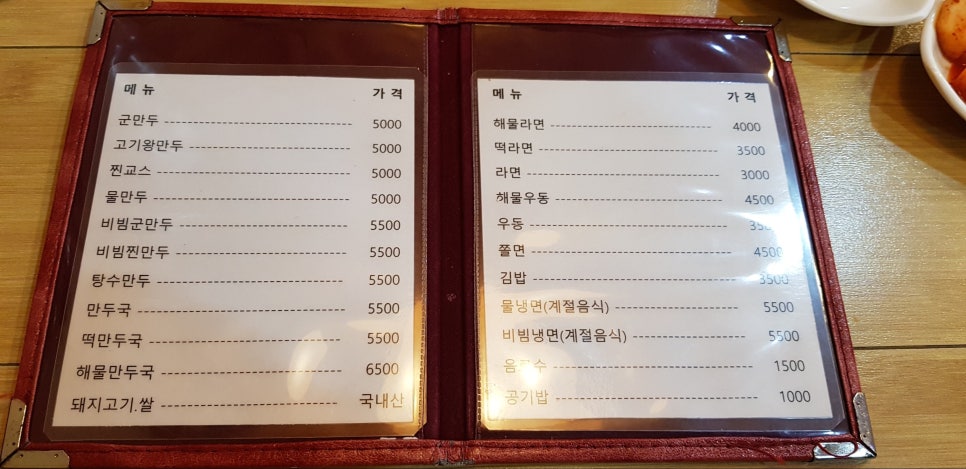 메뉴 가격
군만두 5000
고기왕만두 5000
찐교스 5000
물만두 5000
비빔군만두 5500
비빔찐만두 5500
탕수만두 5500
만두국 5500
떡만두국 5500
해물만두국 6500
돼지고기.쌀 국내산
메뉴 가격
해물라면 4000
떡라면 3500
라면 3000
해물우동 4500
우동
쫄면 4500
김밥 3500
물냉면(계절음식) 5500
비빔냉면(계절음식) 5500
1500
공기밥 1000